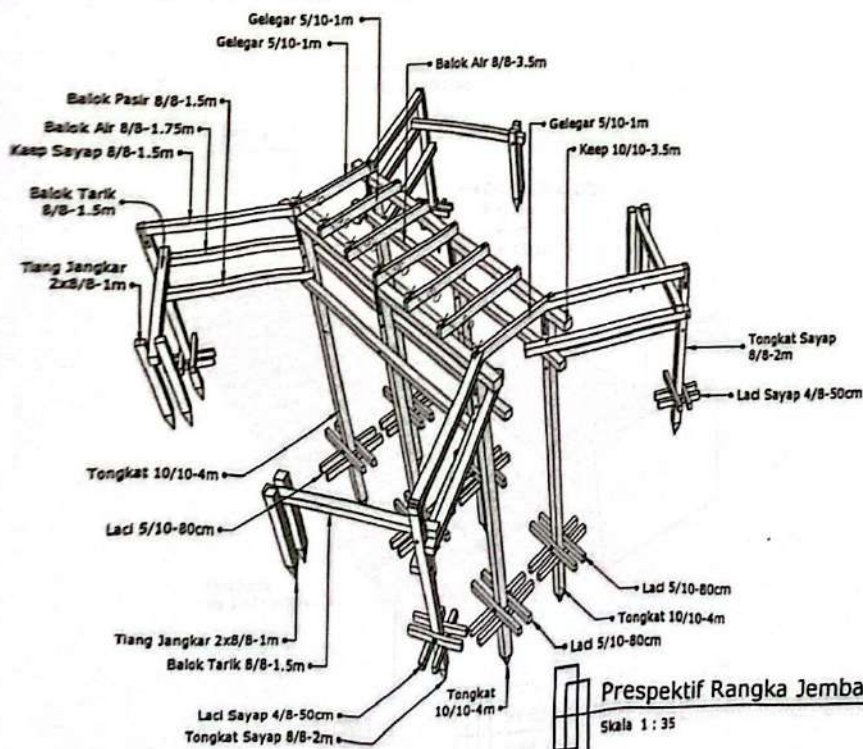 Gelegar 5/10-1m
Gelegar 5/10-1m
Balok Air 8/8-3.5m
Balok Pasir 8/8-1.5m
Gelegar 5/10-1m
Balok Air 8/8-1.75m
Keep Sayap 8/8-1.5m
Keep 10/10-3.5m
Balok Tarik
8/8-1.5m
Tiang Jangkar
2x8/8-1m
Tongkat Sayap
8/8-2m
Laci Sayap 4/8-50cm
Tongkat 10/10-4m
Laci 5/10-80cm
Laci 5/10-80cm
Tongkat 10/10-4m
Tiang Jangkar 2x8/8-1m
Laci 5/10-80cm
Balok Tarik 8/8-1.5m
Tongkat
10/10-4m
Laci Sayap 4/8-50cm
Tongkat Sayap 8/8-2m
Prespektif Rangka Jemba
Skala 1 : 35